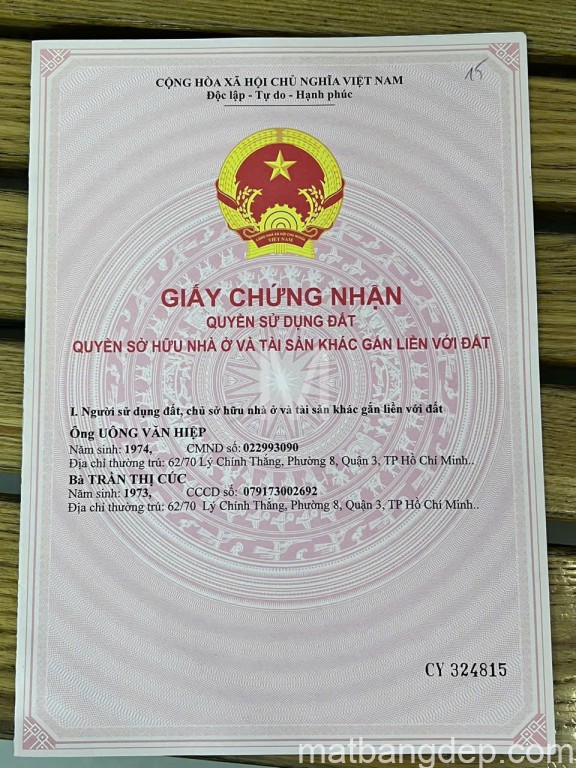 15
CỘNG HÒA XÃ HỘI CHỦ NGHĨA VIỆT NAM
Độc lập - Tự do - Hạnh phúc
VIỆT NAM
GIẤY CHỨNG NHẬN
QUYỀN SỬ DỤNG ĐẤT
QUYỀN SỞ HỮU NHÀ Ở VÀ TÀI SẢN KHÁC GẮN LIỀN VỚI ĐẤT
I. Người sử dụng đất, chủ sở hữu nhà ở và tài sản khác gắn liền với đất
Ông UÔNG VĂN HIỆP
Năm sinh: 1974, CMND số: 022993090
Địa chỉ thường trú: 62/70 Lý Chính Thắng, Phường 8, Quận 3, TP Hồ Chí Minh..
Bà TRẦN THỊ CÚC
Năm sinh: 1973, CCCD số: 079173002692
Địa chỉ thường trú: 62/70 Lý Chính Thắng, Phường 8, Quận 3, TP Hồ Chí Minh..
CY 324815
matbangdep.com